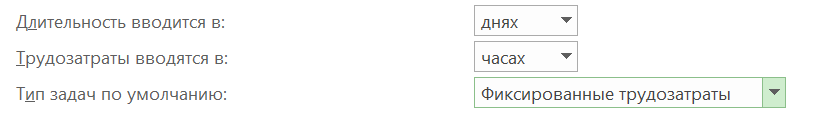 Длительность вводится в: днях
Трудозатраты вводятся в: часах
Тип задач по умолчанию: Фиксированные трудозатраты